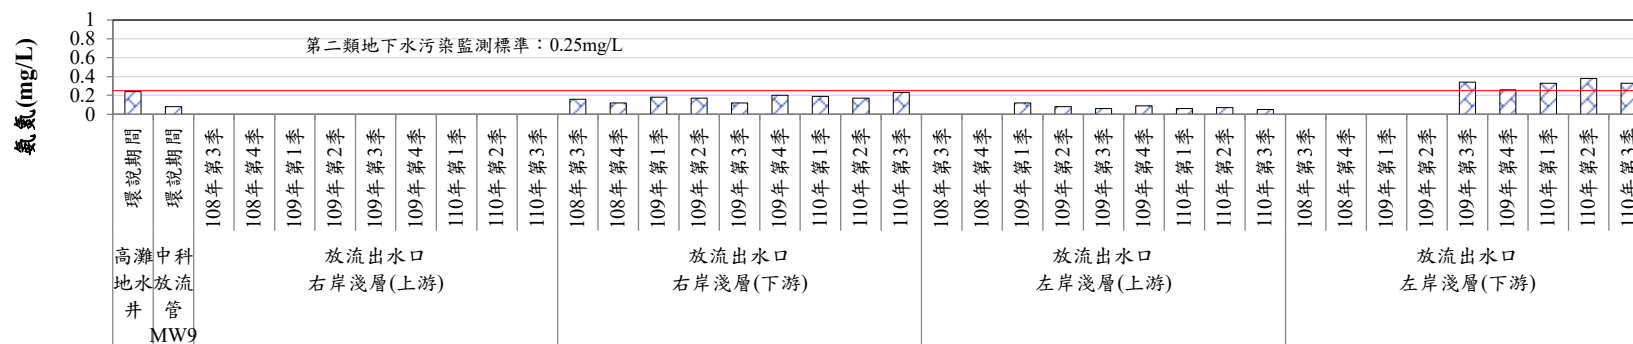 氨氮(mg/L)
1
0.8
0.6
0.4
0.2
0
第二類地下水污染監測標準：0.25mg/L
環說期間
環說期間
108年第3季
108年第4季
109年第1季
109年第2季
109年第3季
109年第4季
110年第1季
110年第2季
110年第3季
108年第3季
108年第4季
109年第1季
109年第2季
109年第3季
109年第4季
110年第1季
110年第2季
110年第3季
108年第3季
108年第4季
109年第1季
109年第2季
109年第3季
109年第4季
110年第1季
110年第2季
110年第3季
108年第3季
108年第4季
109年第1季
109年第2季
109年第3季
109年第4季
110年第1季
110年第2季
110年第3季
高灘
地水
井
中科
放流
管
MW9
放流出水口
右岸淺層(上游)
放流出水口
右岸淺層(下游)
放流出水口
左岸淺層(上游)
放流出水口
左岸淺層(下游)